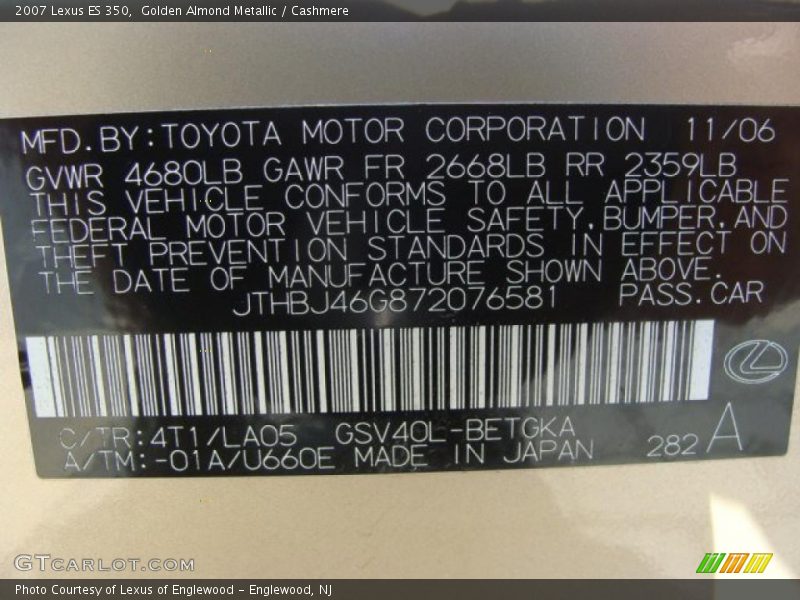 2007 Lexus ES 350, Golden Almond Metallic / Cashmere
MFD.BY:TOYOTA MOTOR CORPORATION 11/06
GVWR 4680LB GAWR FR 2668LB RR 2359LB
THIS VEHICLE CONFORMS TO ALL APPLICABLE
FEDERAL MOTOR VEHICLE SAFETY,BUMPER,AND
THEFT PREVENTION STANDARDS IN EFFECT ON
THE DATE OF MANUFACTURE SHOWN ABOVE.
JTHBJ46G872076581 PASS.CAR
C/TR:4T1/LA05 GSV40L-BETGKA
A/TM:-01A/U660E MADE IN JAPAN 282 A
GTCARLOT.COM
Photo Courtesy of Lexus of Englewood - Englewood, NJ